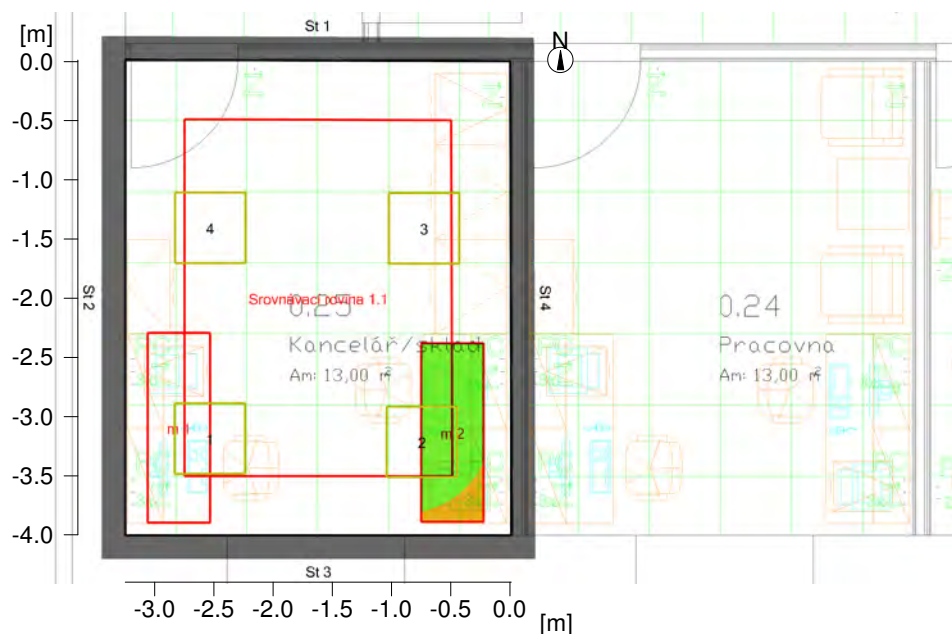 St 1
[m]
N
0.0
-0.5
-1.0
-1.5
-2.0
-2.5
-3.0
-3.5
-4.0
4
3
St 2
Srovnávací rovina 1.1
St 4
0.25
Kancelář/sklad
Am: 13,00 m²
0.24
Pracovna
Am: 13,00 m²
m 1
1
2
m 2
St 3
-3.0 -2.5 -2.0 -1.5 -1.0 -0.5 0.0
[m]